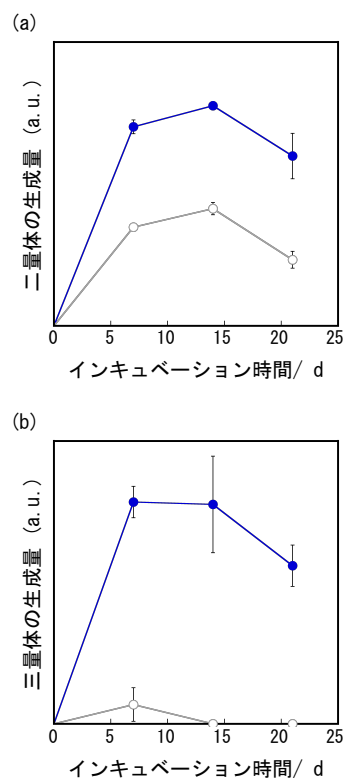 (a)
二量体の生成量 (a.u.)
0 5 10 15 20 25
インキュベーション時間/ d
(b)
三量体の生成量 (a.u.)
0 5 10 15 20 25
インキュベーション時間/ d